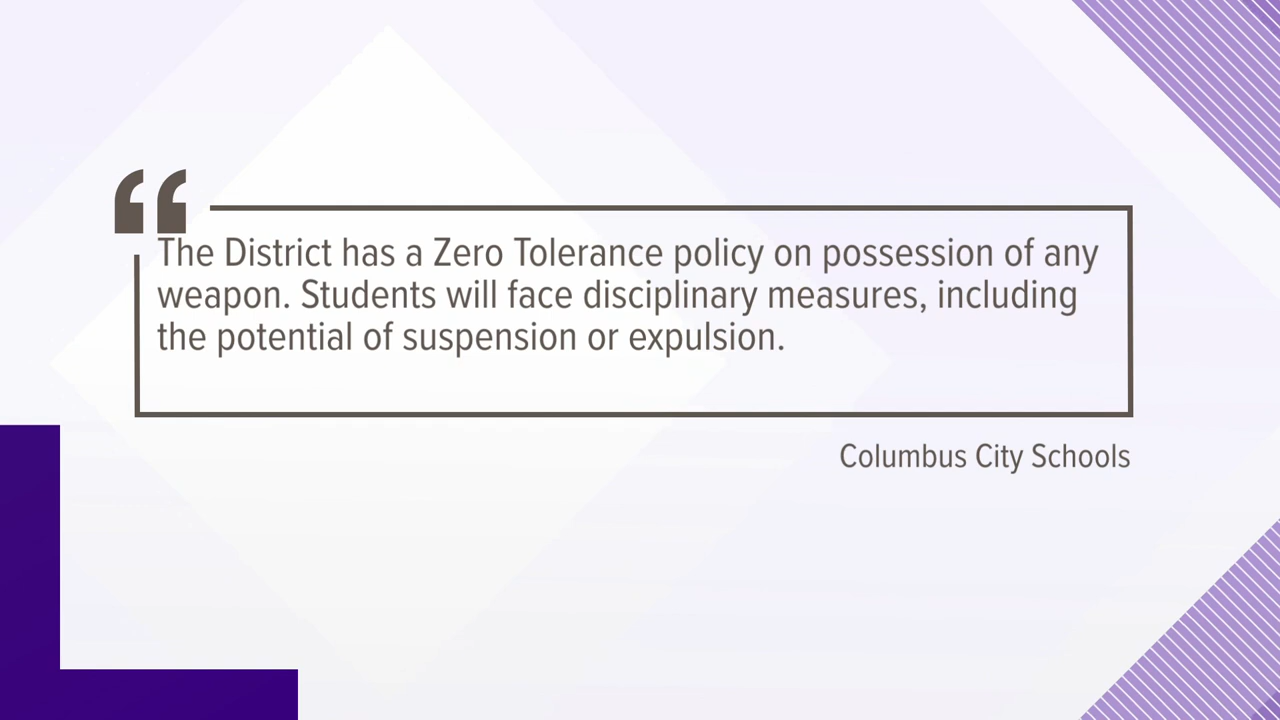 “
The District has a Zero Tolerance policy on possession of any
weapon. Students will face disciplinary measures, including
the potential of suspension or expulsion.
Columbus City Schools